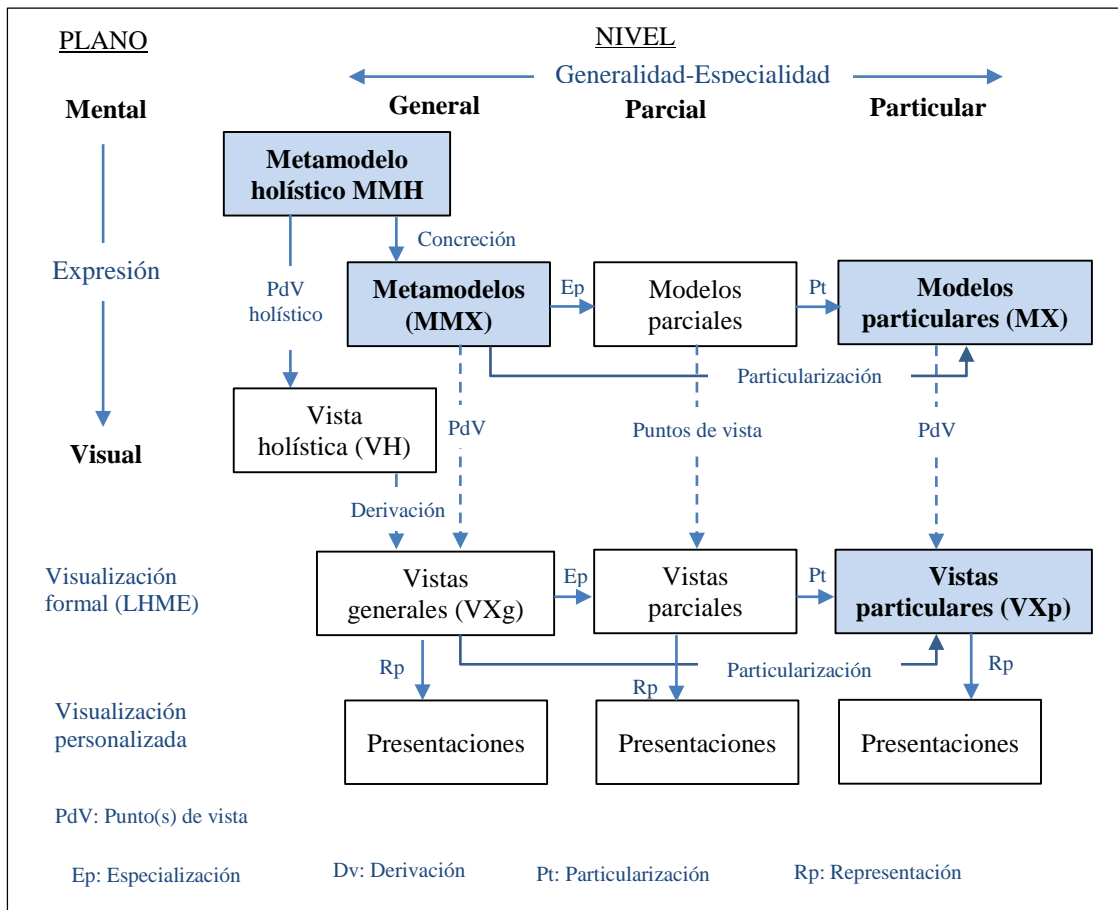 PLANO
NIVEL
Generalidad-Especialidad
Mental
General
Parcial
Particular
Metamodelo
holístico MMH
Concreción
Expresión
PdV
holístico
Metamodelos
(MMX)
Ep
Modelos
parciales
Pt
Modelos
particulares (MX)
Particularización
Vista
holística (VH)
PdV
Puntos de vista
PdV
Visual
Derivación
Visualización
formal (LHME)
Vistas
generales (VXg)
Ep
Vistas
parciales
Pt
Vistas
particulares (VXp)
Rp
Particularización
Rp
Rp
Visualización
personalizada
Presentaciones
Presentaciones
Presentaciones
PdV: Punto(s) de vista
Ep: Especialización
Dv: Derivación
Pt: Particularización
Rp: Representación